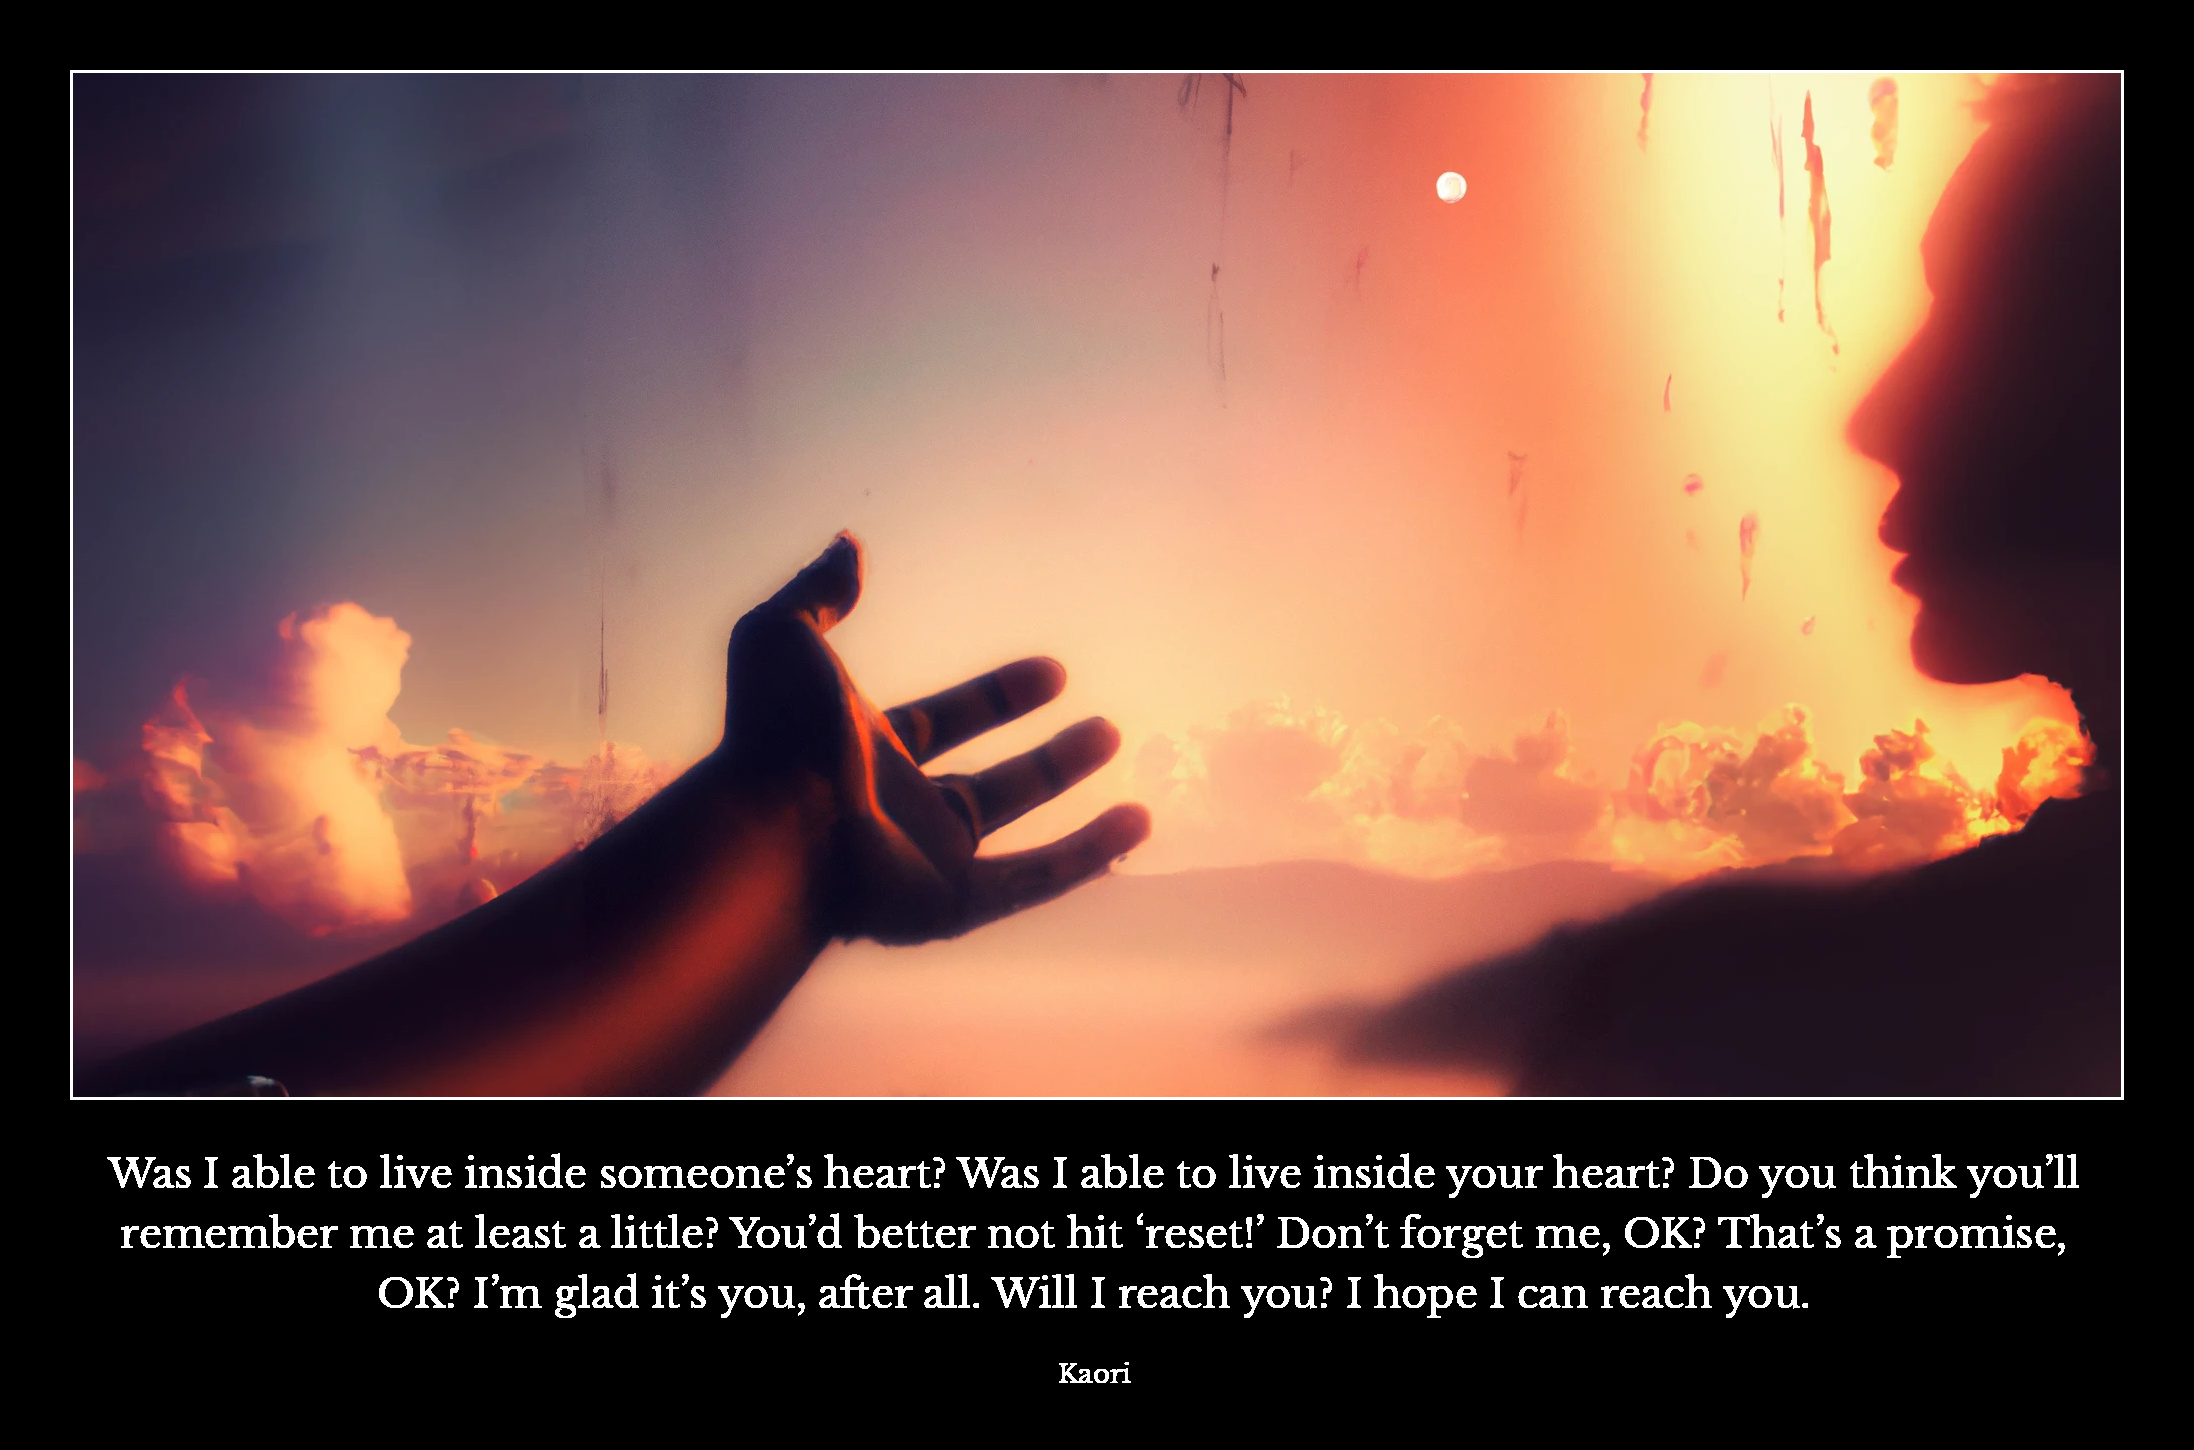 Was I able to live inside someone’s heart? Was I able to live inside your heart? Do you think you’ll
remember me at least a little? You’d better not hit ‘reset!’ Don’t forget me, OK? That’s a promise,
OK? I’m glad it’s you, after all. Will I reach you? I hope I can reach you.
Kaori